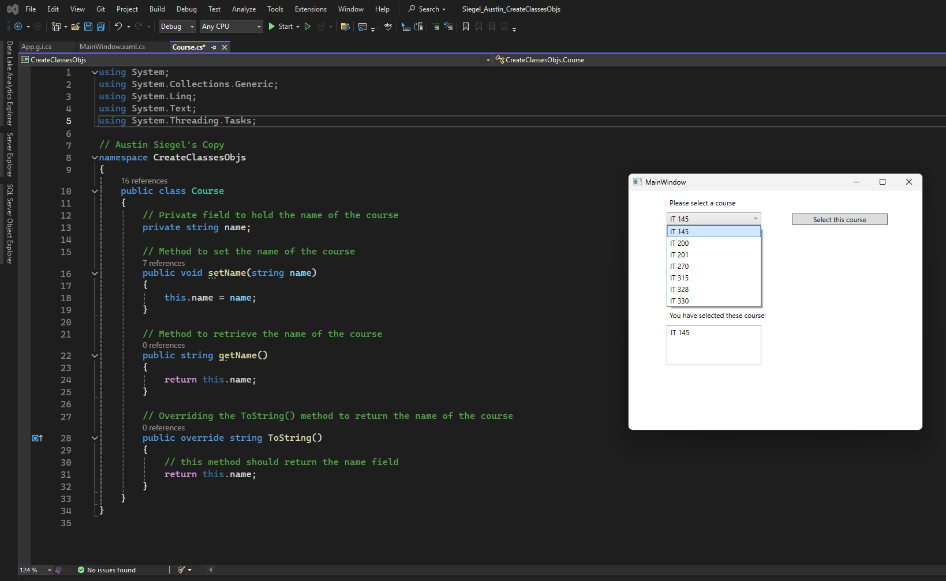 File Edit View Git Project Build Debug Test Analyze Tools Extensions Window Help Search Siegel_Austin_CreateClassesObjs
Debug Any CPU Start
App.g.i.cs MainWindow.xaml.cs Course.cs*
CreateClassesObjs CreateClassesObjs.Course
Data Lake Analytics Explorer
Server Explorer
SQL Server Object Explorer
1 using System;
2 using System.Collections.Generic;
3 using System.Linq;
4 using System.Text;
5 using System.Threading.Tasks;
6
7 // Austin Siegel's Copy
8 namespace CreateClassesObjs
9 {
16 references
10 public class Course
11 {
12 // Private field to hold the name of the course
13 private string name;
14
15 // Method to set the name of the course
7 references
16 public void setName(string name)
17 {
18 this.name = name;
19 }
20
21 // Method to retrieve the name of the course
0 references
22 public string getName()
23 {
24 return this.name;
25 }
26
27 // Overriding the ToString() method to return the name of the course
0 references
28 public override string ToString()
29 {
30 // this method should return the name field
31 return this.name;
32 }
33 }
34 }
35
124 % No issues found
MainWindow
Please select a course
IT 145 Select this course
IT 145
IT 200
IT 201
IT 270
IT 315
IT 328
IT 330
You have selected these course:
IT 145